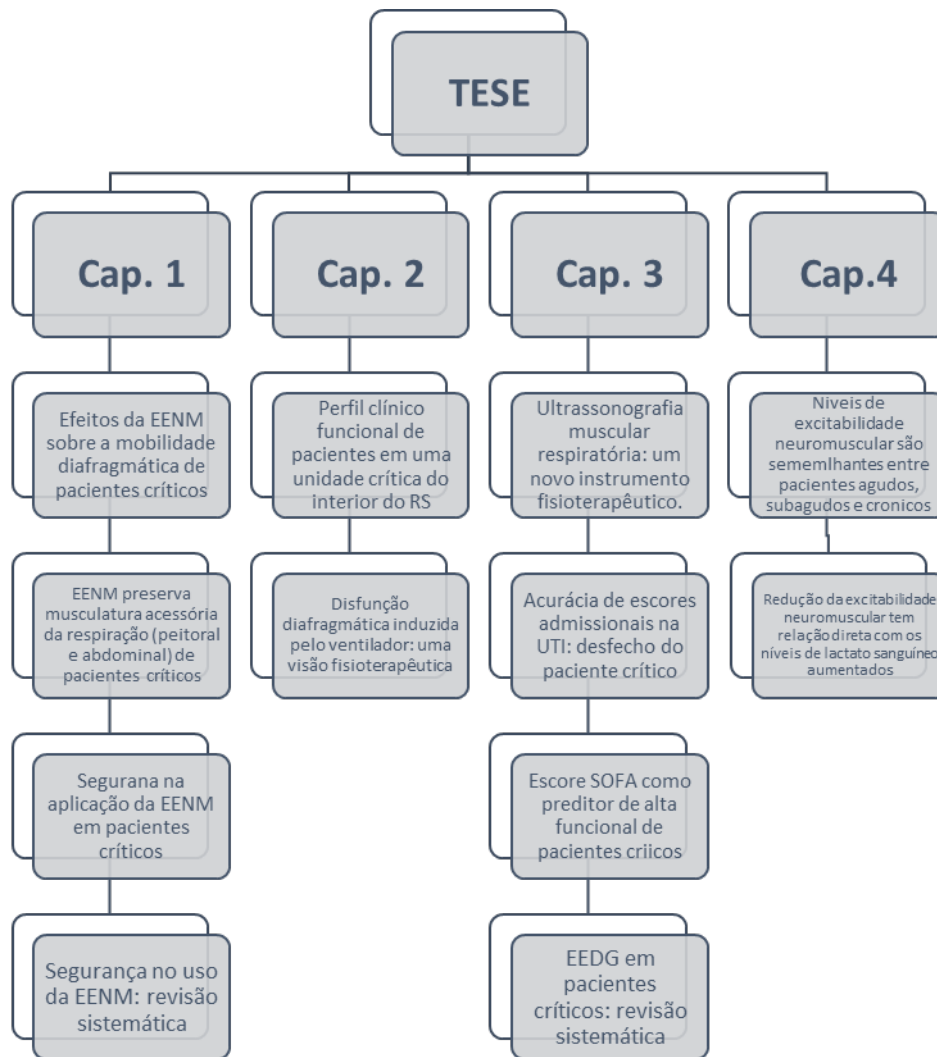 TESE
Cap. 1
Cap. 2
Cap. 3
Cap.4
Efeitos da EENM
sobre a mobilidade
diafragmática de
pacientes críticos
Perfil clínico
funcional de
pacientes em uma
unidade crítica do
interior do RS
Ultrassonografia
muscular
respiratória: um
novo instrumento
fisioterapêutico.
Niveis de
excitabilidade
neuromuscular são
sememlhantes entre
pacientes agudos,
subagudos e cronicos
EENM preserva
musculatura acessória
da respiração (peitoral
e abdominal) de
pacientes críticos
Disfunção
diafragmática induzida
pelo ventilador: uma
visão fisioterapêutica
Acurácia de escores
admissionais na
UTI: desfecho do
paciente crítico
Redução da excitabilidade
neuromuscular tem
relação direta com os
níveis de lactato sanguíneo
aumentados
Segurana na
aplicação da EENM
em pacientes
críticos
Escore SOFA como
preditor de alta
funcional de
pacientes criicos
Segurança no uso
da EENM: revisão
sistemática
EEDG em
pacientes
críticos: revisão
sistemática